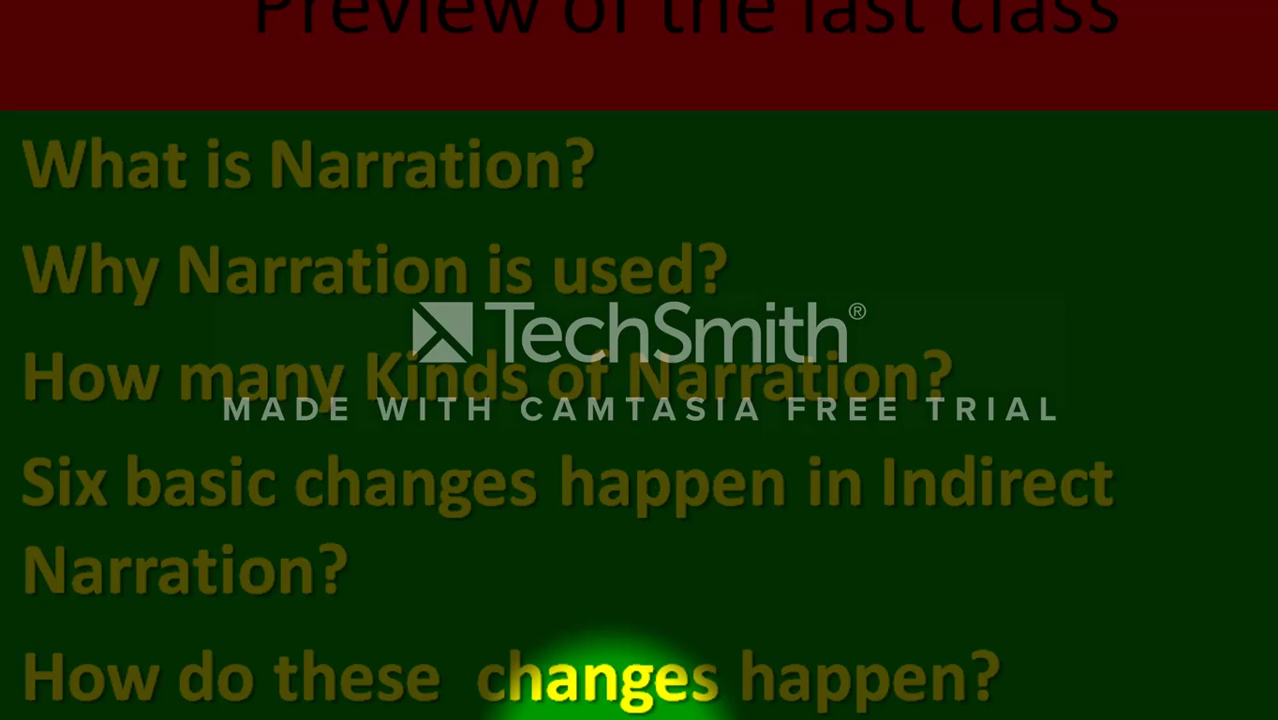 Preview of the last class
What is Narration?
Why Narration is used?
TechSmith®
How many Kinds of Narration?
MADE WITH CAMTASIA FREE TRIAL
Six basic changes happen in Indirect
Narration?
How do these changes happen?